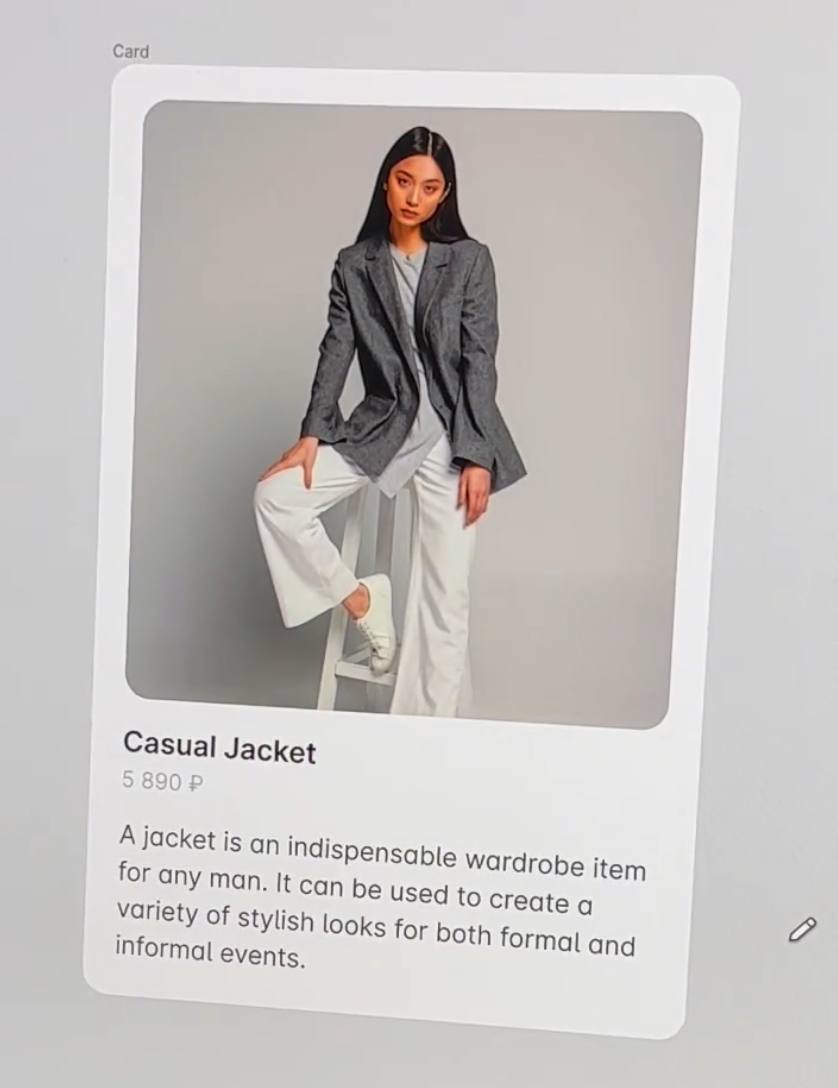 Card
Casual Jacket
5 890 ₽
A jacket is an indispensable wardrobe item
for any man. It can be used to create a
variety of stylish looks for both formal and
informal events.